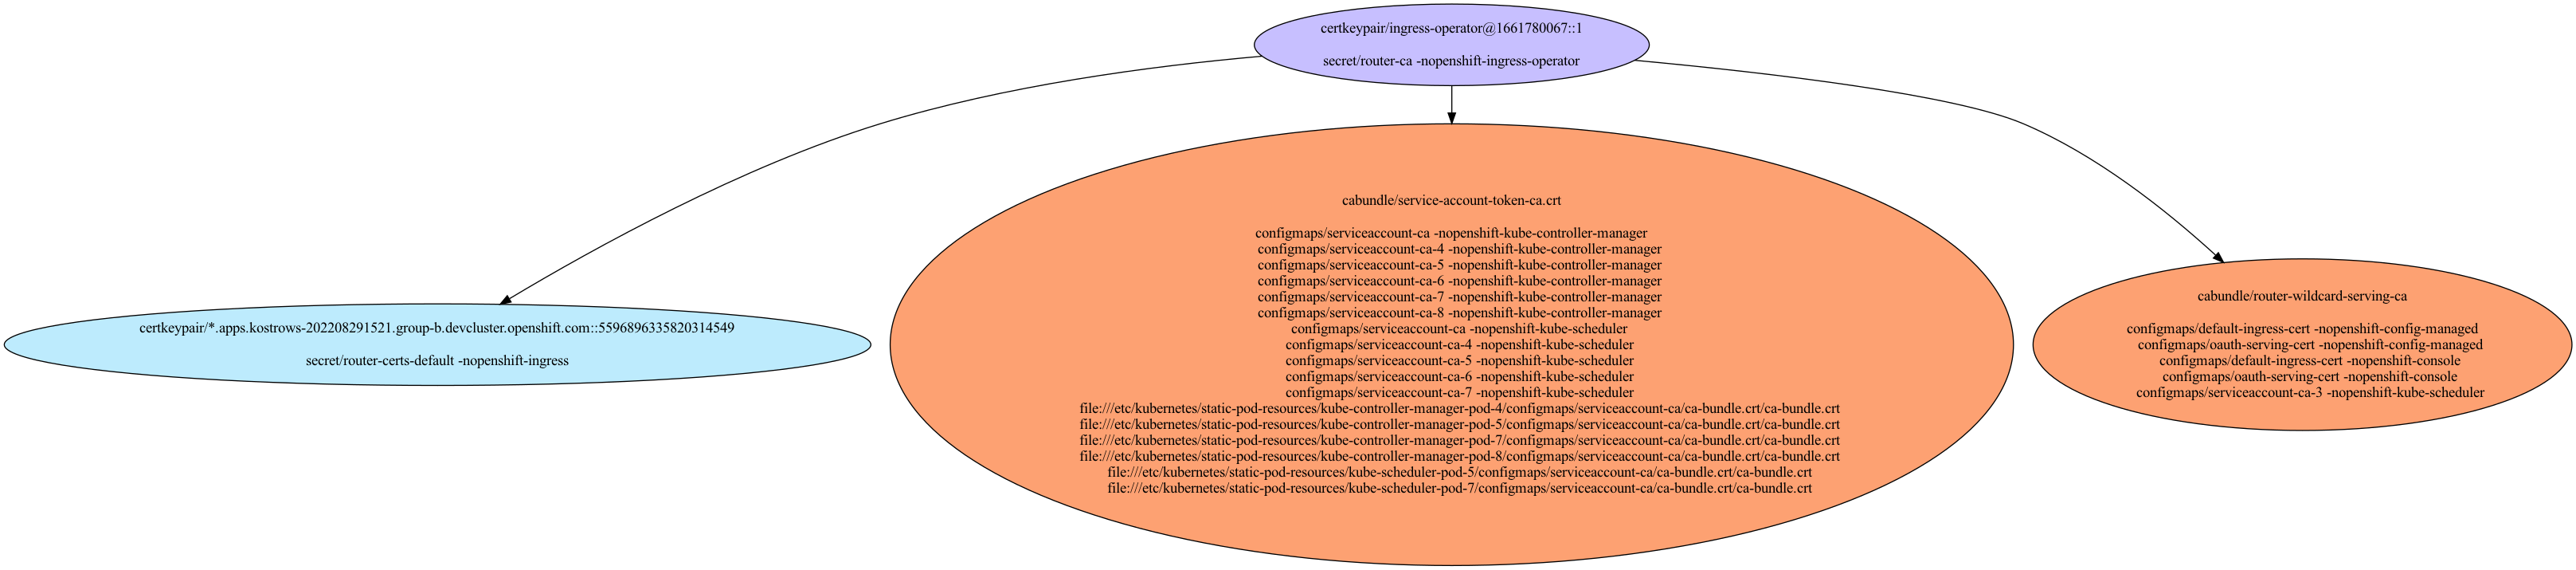 certkeypair/ingress-operator@1661780067::1
secret/router-ca -nopenshift-ingress-operator
certkeypair/*.apps.kostrows-202208291521.group-b.devcluster.openshift.com::5596896335820314549
secret/router-certs-default -nopenshift-ingress
cabundle/service-account-token-ca.crt
configmaps/serviceaccount-ca -nopenshift-kube-controller-manager
configmaps/serviceaccount-ca-4 -nopenshift-kube-controller-manager
configmaps/serviceaccount-ca-5 -nopenshift-kube-controller-manager
configmaps/serviceaccount-ca-6 -nopenshift-kube-controller-manager
configmaps/serviceaccount-ca-7 -nopenshift-kube-controller-manager
configmaps/serviceaccount-ca-8 -nopenshift-kube-controller-manager
configmaps/serviceaccount-ca -nopenshift-kube-scheduler
configmaps/serviceaccount-ca-4 -nopenshift-kube-scheduler
configmaps/serviceaccount-ca-5 -nopenshift-kube-scheduler
configmaps/serviceaccount-ca-6 -nopenshift-kube-scheduler
configmaps/serviceaccount-ca-7 -nopenshift-kube-scheduler
file:///etc/kubernetes/static-pod-resources/kube-controller-manager-pod-4/configmaps/serviceaccount-ca/ca-bundle.crt/ca-bundle.crt
file:///etc/kubernetes/static-pod-resources/kube-controller-manager-pod-5/configmaps/serviceaccount-ca/ca-bundle.crt/ca-bundle.crt
file:///etc/kubernetes/static-pod-resources/kube-controller-manager-pod-7/configmaps/serviceaccount-ca/ca-bundle.crt/ca-bundle.crt
file:///etc/kubernetes/static-pod-resources/kube-controller-manager-pod-8/configmaps/serviceaccount-ca/ca-bundle.crt/ca-bundle.crt
file:///etc/kubernetes/static-pod-resources/kube-scheduler-pod-5/configmaps/serviceaccount-ca/ca-bundle.crt/ca-bundle.crt
file:///etc/kubernetes/static-pod-resources/kube-scheduler-pod-7/configmaps/serviceaccount-ca/ca-bundle.crt/ca-bundle.crt
cabundle/router-wildcard-serving-ca
configmaps/default-ingress-cert -nopenshift-config-managed
configmaps/oauth-serving-cert -nopenshift-config-managed
configmaps/default-ingress-cert -nopenshift-console
configmaps/oauth-serving-cert -nopenshift-console
configmaps/serviceaccount-ca-3 -nopenshift-kube-scheduler